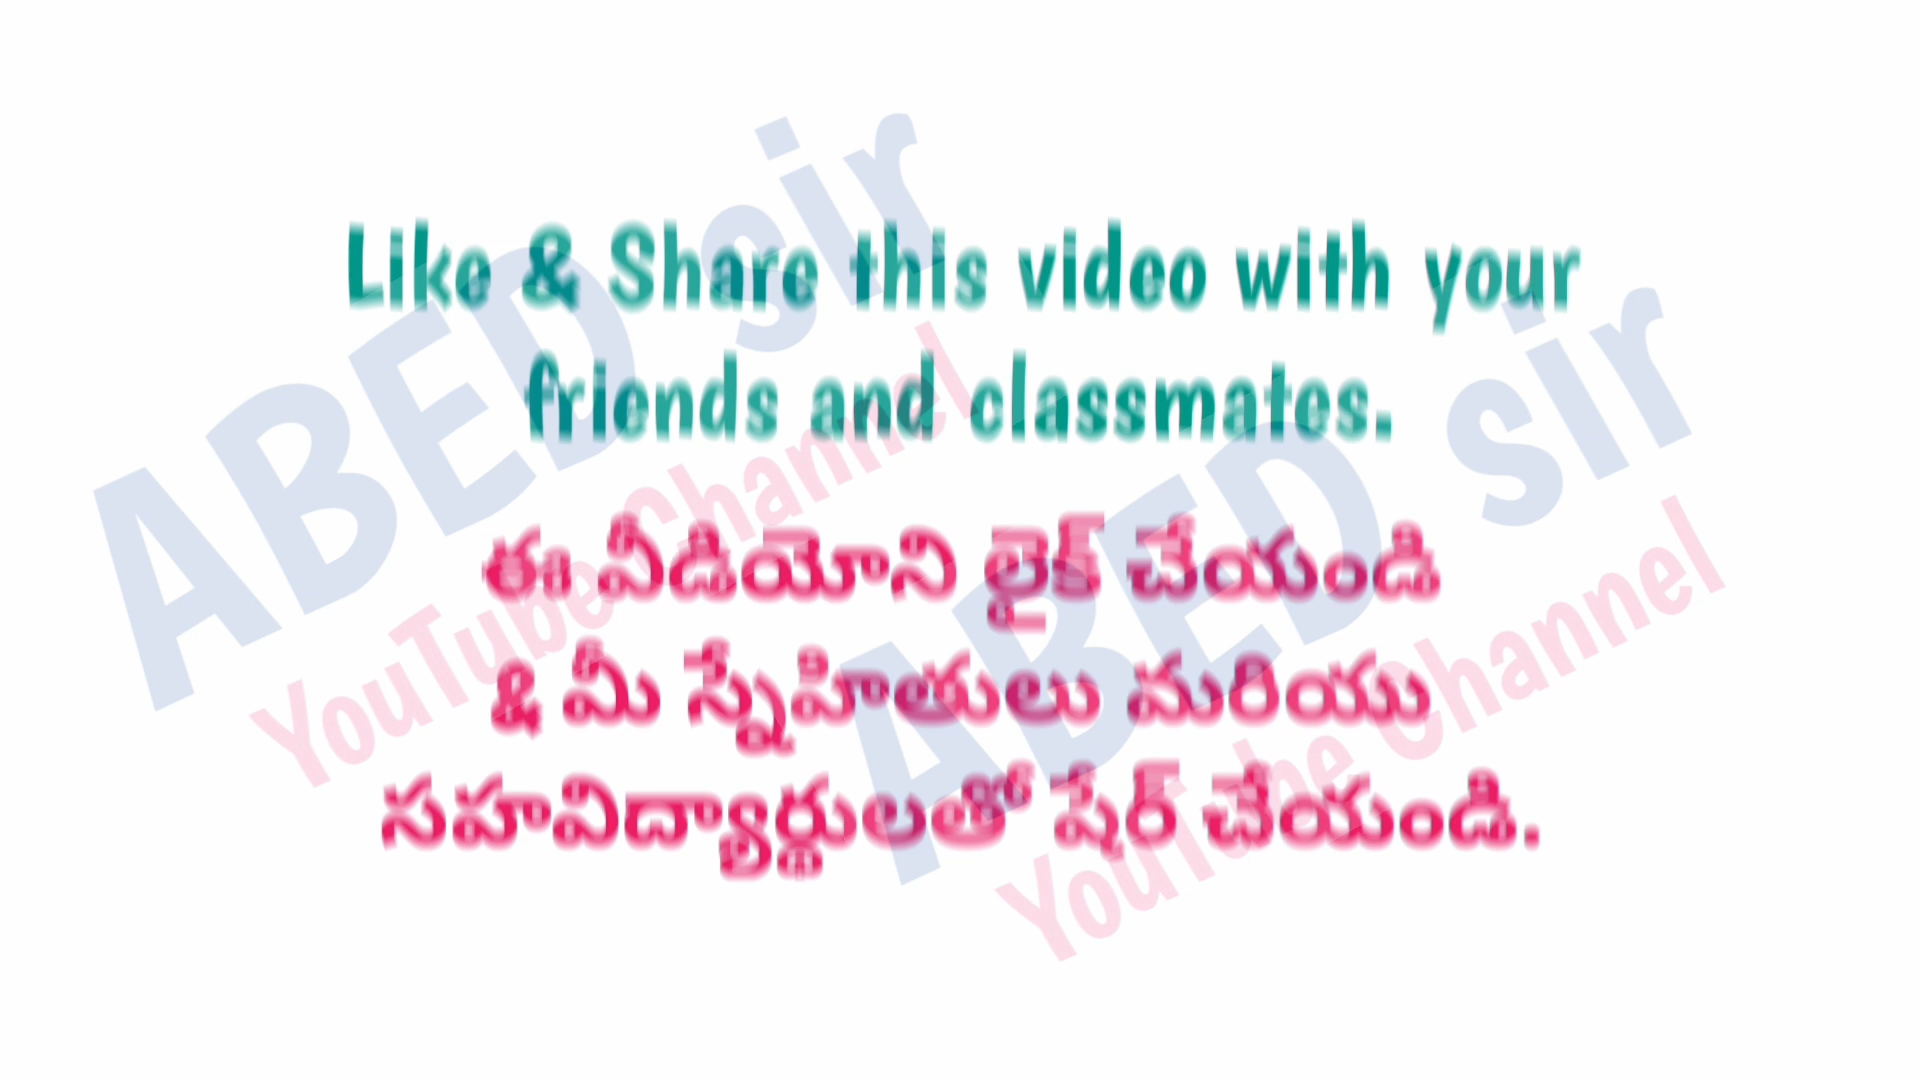 Like & Share this video with your
friends and classmates.
ఈ వీడియోని లైక్ చేయండి
& మీ స్నేహితులు మరియు
సహవిద్యార్థులతో షేర్ చేయండి.
ABED sir
YouTube Channel
ABED sir
YouTube Channel